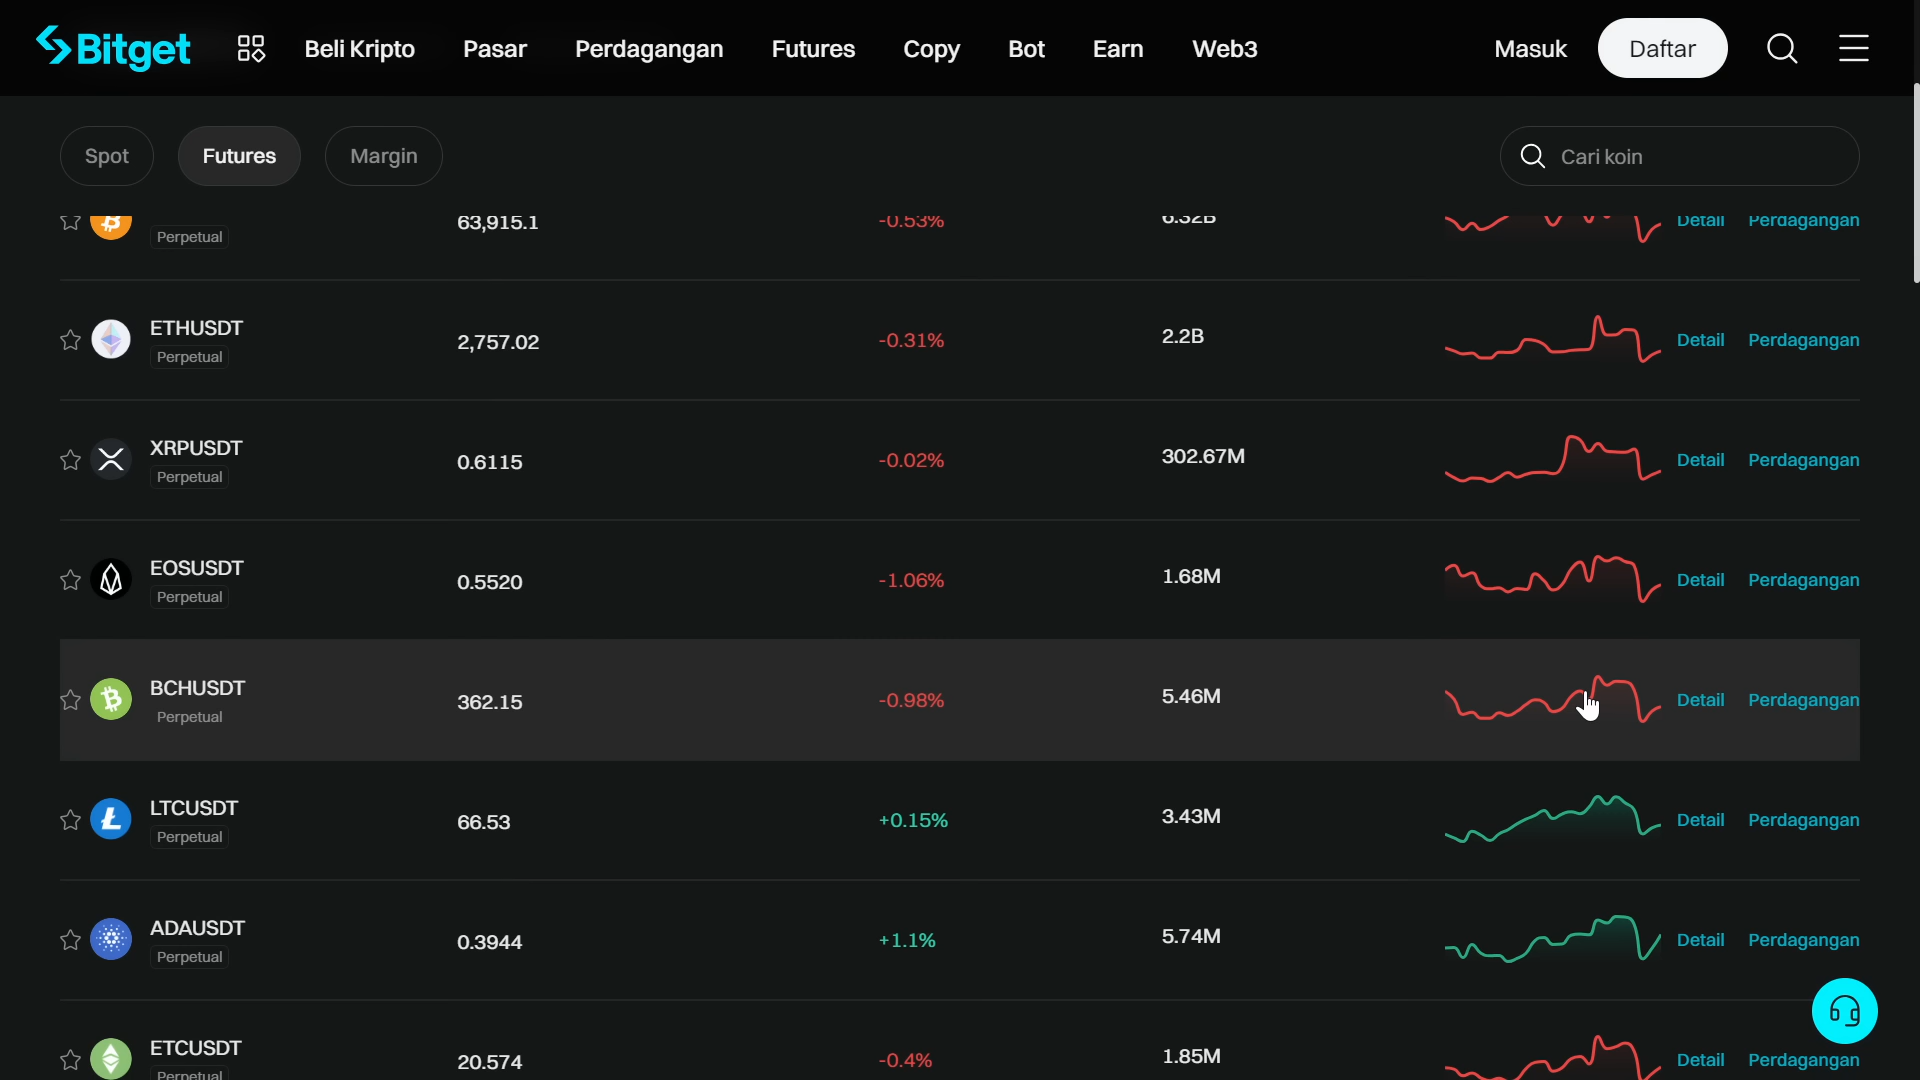 Bitget Beli Kripto Pasar Perdagangan Futures Copy Bot Earn Web3 Masuk Daftar
Spot Futures Margin Cari koin
63,915.1 -0.53% 6.32B Detail Perdagangan
Perpetual
ETHUSDT 2,757.02 -0.31% 2.2B Detail Perdagangan
Perpetual
XRPUSDT 0.6115 -0.02% 302.67M Detail Perdagangan
Perpetual
EOSUSDT 0.5520 -1.06% 1.68M Detail Perdagangan
Perpetual
BCHUSDT 362.15 -0.98% 5.46M Detail Perdagangan
Perpetual
LTCUSDT 66.53 +0.15% 3.43M Detail Perdagangan
Perpetual
ADAUSDT 0.3944 +1.1% 5.74M Detail Perdagangan
Perpetual
ETCUSDT 20.574 -0.4% 1.85M Detail Perdagangan
Perpetual